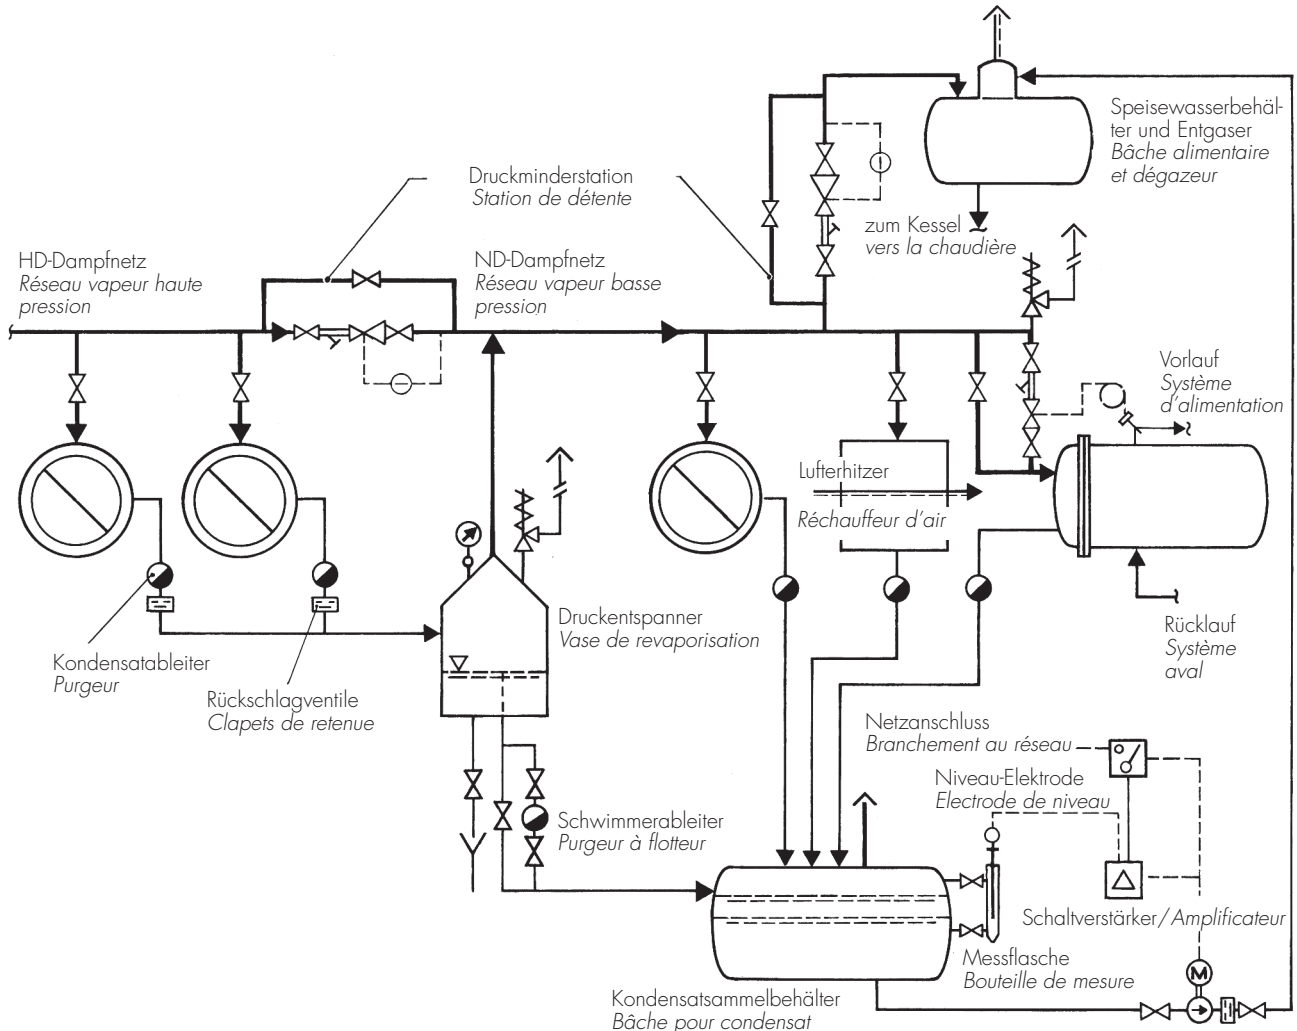 Speisewasserbehäl-
ter und Entgaser
Bâche alimentaire
et dégazeur
Druckminderstation
Station de détente
zum Kessel
vers la chaudière
HD-Dampfnetz
Réseau vapeur haute
pression
ND-Dampfnetz
Réseau vapeur basse
pression
Vorlauf
Système
d'alimentation
Lufterhitzer
Réchauffeur d'air
Druckentspanner
Vase de revaporisation
Rücklauf
Système
aval
Kondensatableiter
Purgeur
Rückschlagventile
Clapets de retenue
Netzanschluss
Branchement au réseau
Niveau-Elektrode
Electrode de niveau
Schwimmerableiter
Purgeur à flotteur
Schaltverstärker/Amplificateur
Messflasche
Bouteille de mesure
M
Kondensatsammelbehälter
Bâche pour condensat